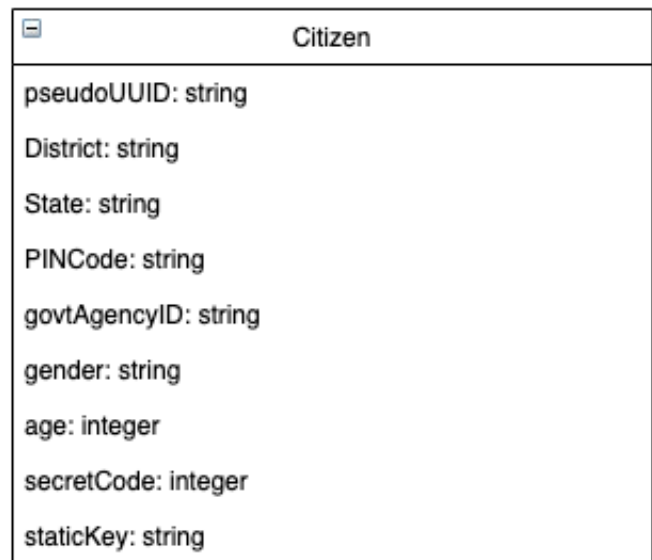 Citizen
pseudoUUID: string
District: string
State: string
PINCode: string
govtAgencyID: string
gender: string
age: integer
secretCode: integer
staticKey: string